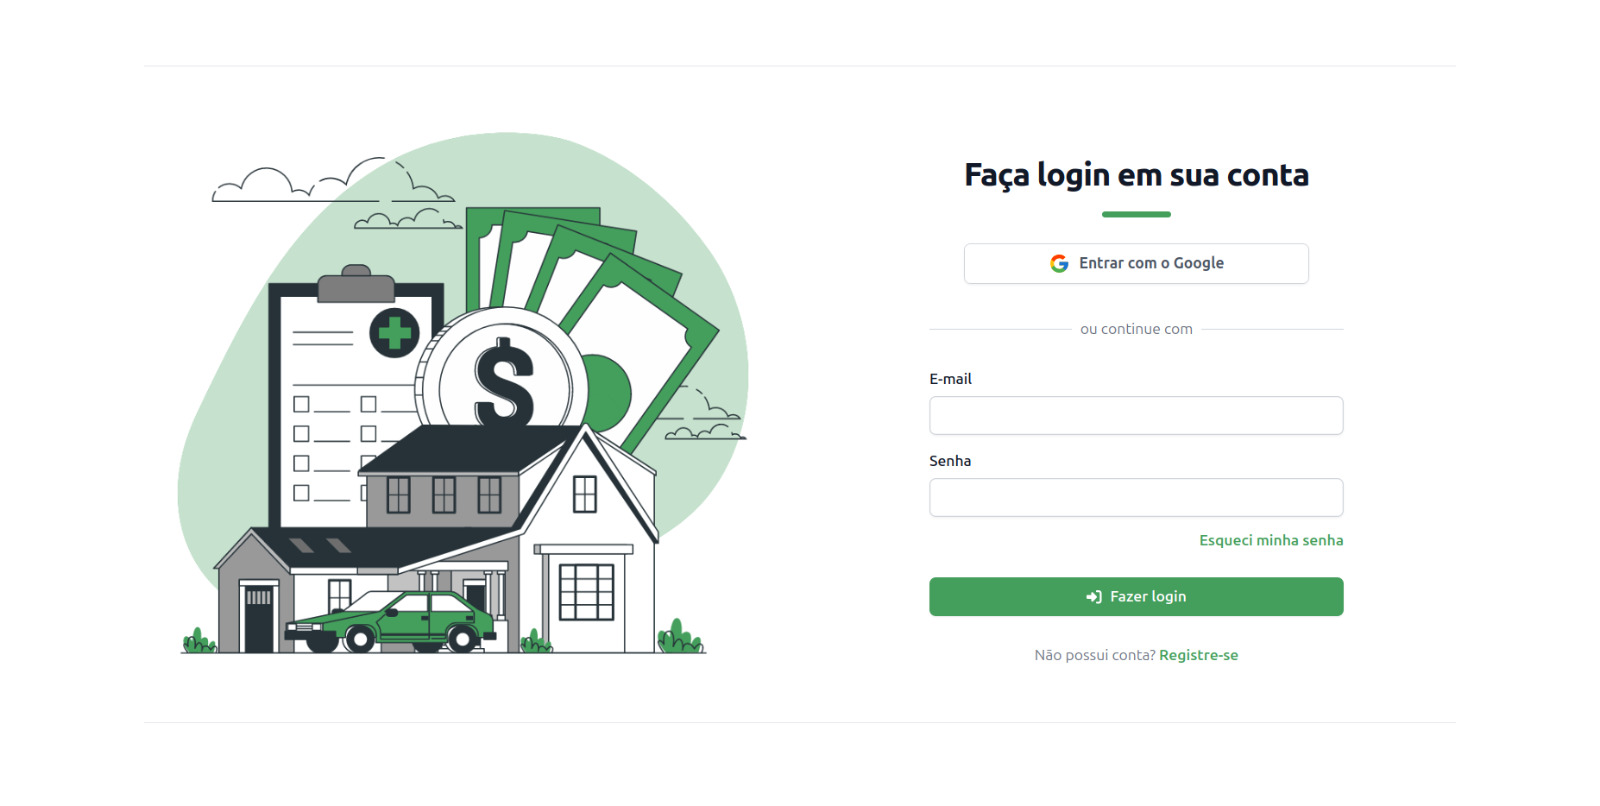 Faça login em sua conta
Entrar com o Google
ou continue com
E-mail
Senha
Esqueci minha senha
Fazer login
Não possui conta? Registre-se
$